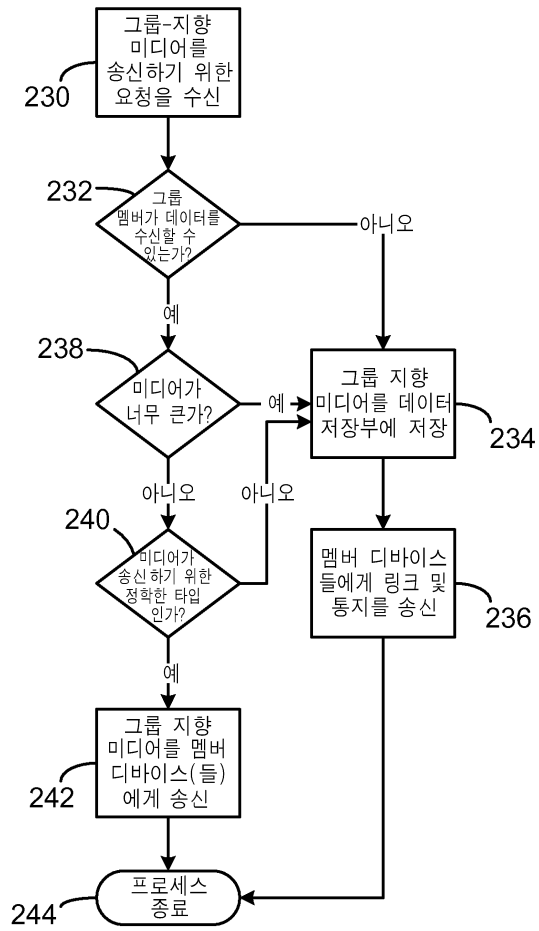 그룹-지향
미디어를
송신하기 위한
요청을 수신
230
232
그룹
멤버가 데이터를
수신할 수
있는가?
아니오
예
238
미디어가
너무 큰가?
예
그룹 지향
미디어를 데이터
저장부에 저장
234
아니오
아니오
240
미디어가
송신하기 위한
정확한 타입
인가?
멤버 디바이스
들에게 링크 및
통지를 송신
236
예
그룹 지향
미디어를 멤버
디바이스(들)
에게 송신
242
프로세스
종료
244